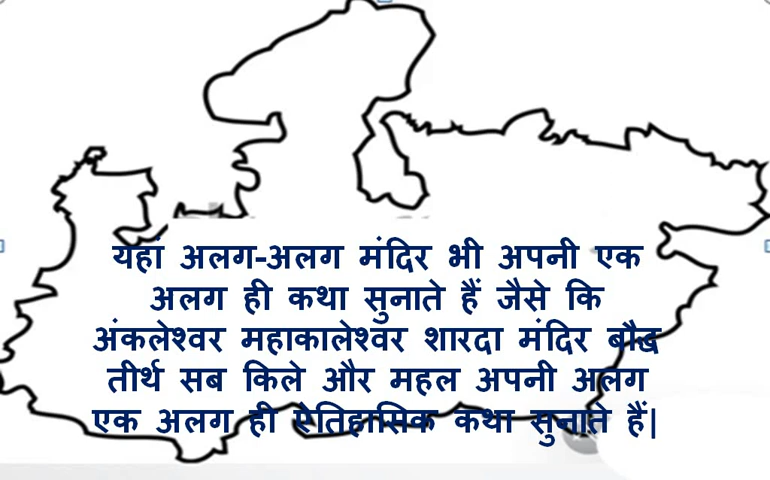 यहां अलग-अलग मंदिर भी अपनी एक
अलग ही कथा सुनाते हैं जैसे कि
अंकलेश्वर महाकालेश्वर शारदा मंदिर बौद्ध
तीर्थ सब किले और महल अपनी अलग
एक अलग ही ऐतिहासिक कथा सुनाते हैं|